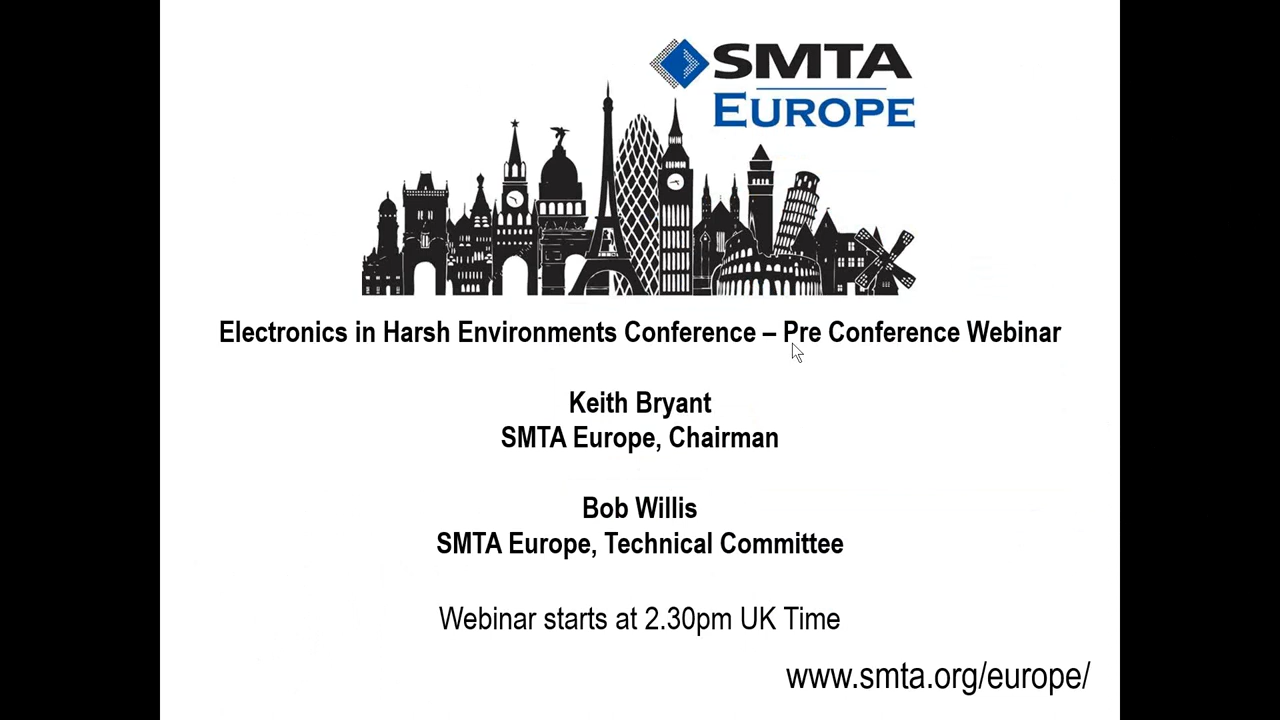 SMTA
EUROPE
Electronics in Harsh Environments Conference – Pre Conference Webinar
Keith Bryant
SMTA Europe, Chairman
Bob Willis
SMTA Europe, Technical Committee
Webinar starts at 2.30pm UK Time
www.smta.org/europe/